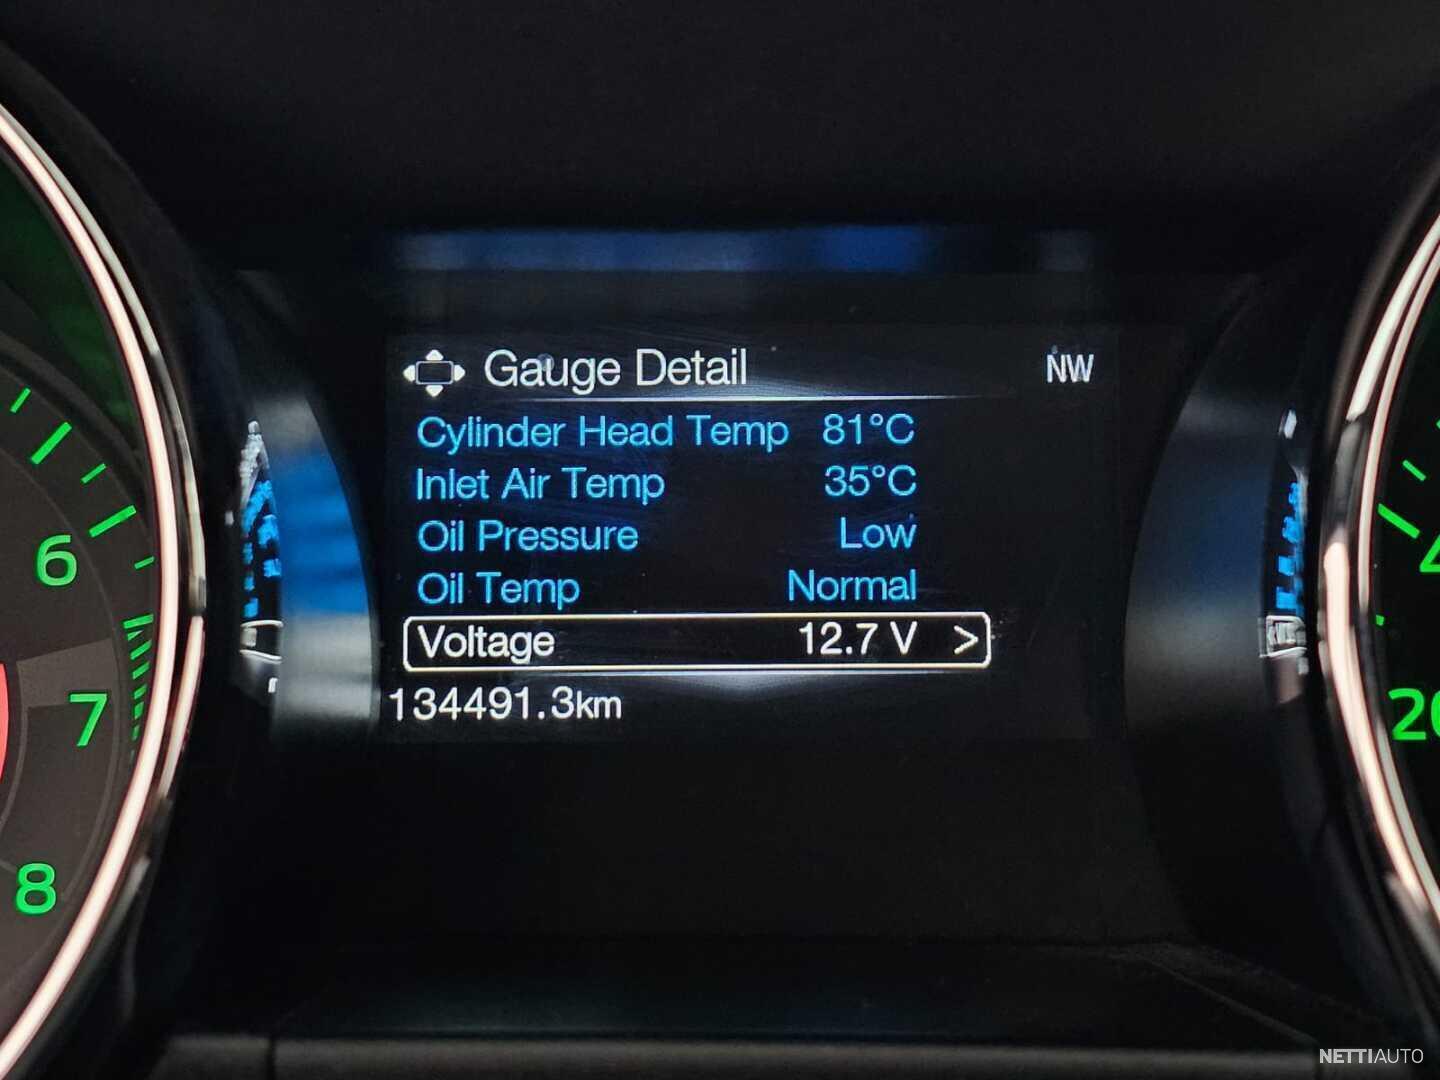 Gauge Detail NW
Cylinder Head Temp 81°C
Inlet Air Temp 35°C
Oil Pressure Low
Oil Temp Normal
Voltage 12.7 V >
134491.3km
6
7
8
20
NETTIAUTO